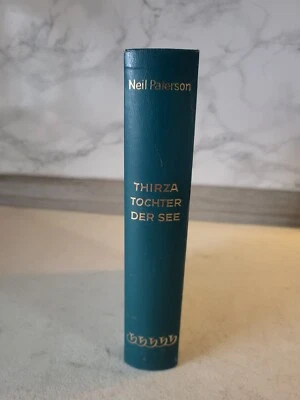 Neil Paterson
THIRZA
TOCHTER
DER SEE